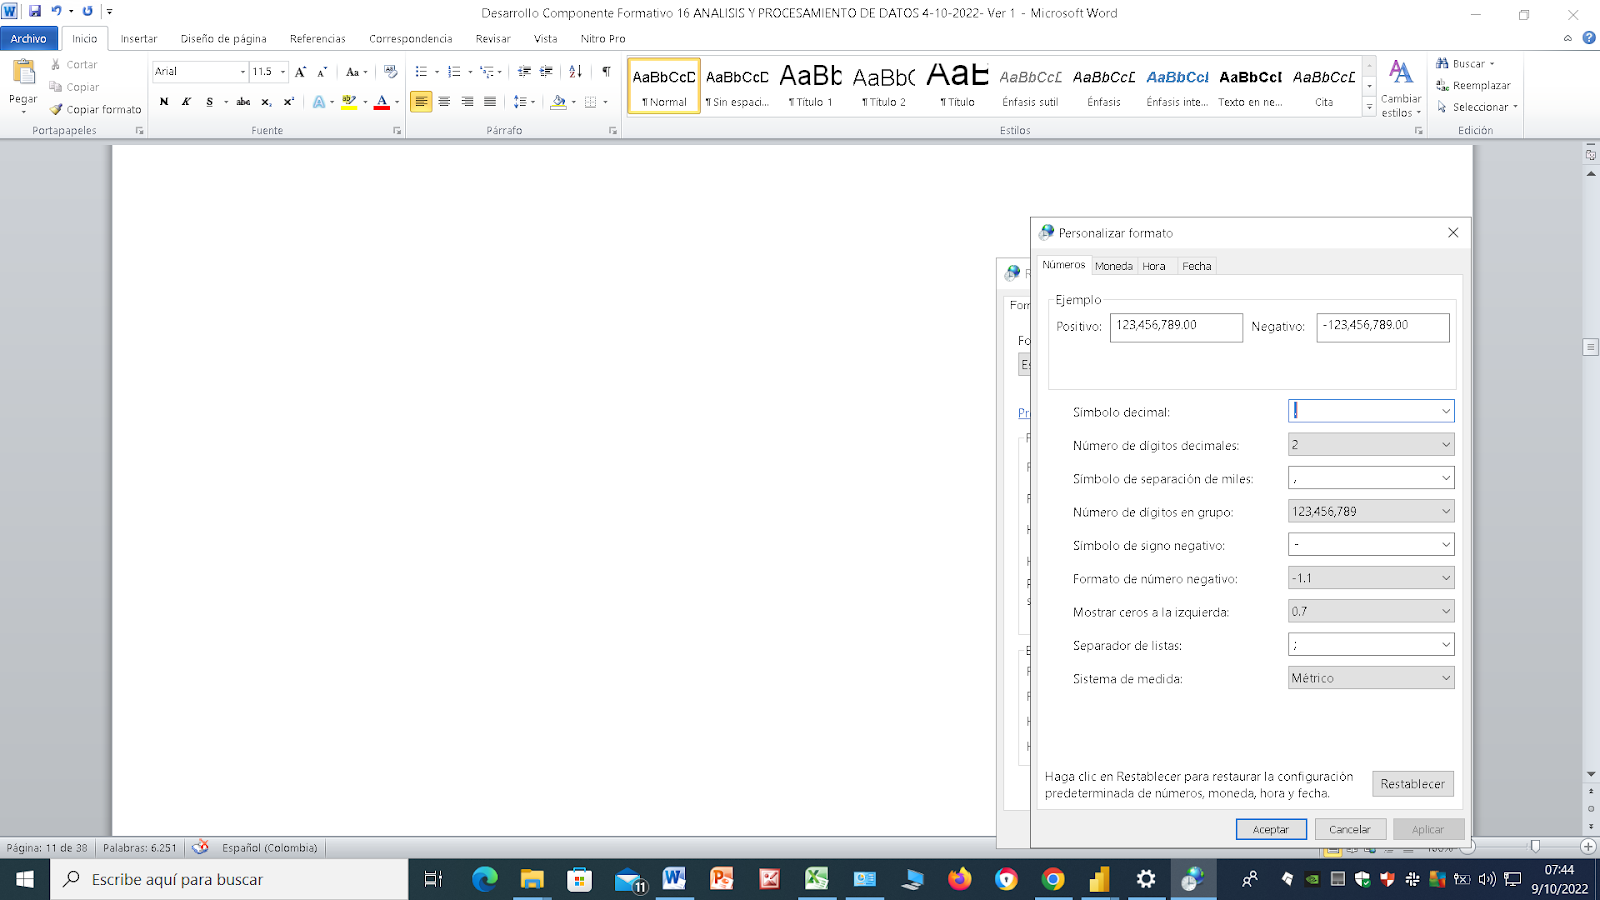 Desarrollo Componente Formativo 16 ANALISIS Y PROCESAMIENTO DE DATOS 4-10-2022- Ver 1 - Microsoft Word
Archivo Inicio Insertar Diseño de página Referencias Correspondencia Revisar Vista Nitro Pro
Pegar
Cortar
Copiar
Copiar formato
Portapapeles
Arial 11.5
N K S abc x₂ x²
Fuente
Párrafo
AaBbCcD AaBbCcD AaBb AaBb( AaB AaBbCcD AaBbCcD AaBbCcD AaBbCcD AaBbCcD
¶ Normal ¶ Sin espaci... ¶ Título 1 ¶ Título 2 ¶ Título Énfasis sutil Énfasis Énfasis inte... Texto en ne... Cita
Estilos
Cambiar
estilos
Buscar
Reemplazar
Seleccionar
Edición
Personalizar formato
Números Moneda Hora Fecha
Ejemplo
Positivo: 123,456,789.00 Negativo: -123,456,789.00
Símbolo decimal: .
Número de dígitos decimales: 2
Símbolo de separación de miles: ,
Número de dígitos en grupo: 123,456,789
Símbolo de signo negativo: -
Formato de número negativo: -1.1
Mostrar ceros a la izquierda: 0.7
Separador de listas: ;
Sistema de medida: Métrico
Haga clic en Restablecer para restaurar la configuración
predeterminada de números, moneda, hora y fecha.
Restablecer
Aceptar Cancelar Aplicar
Página: 11 de 38 Palabras: 6.251 Español (Colombia)
Escribe aquí para buscar
11
07:44
9/10/2022